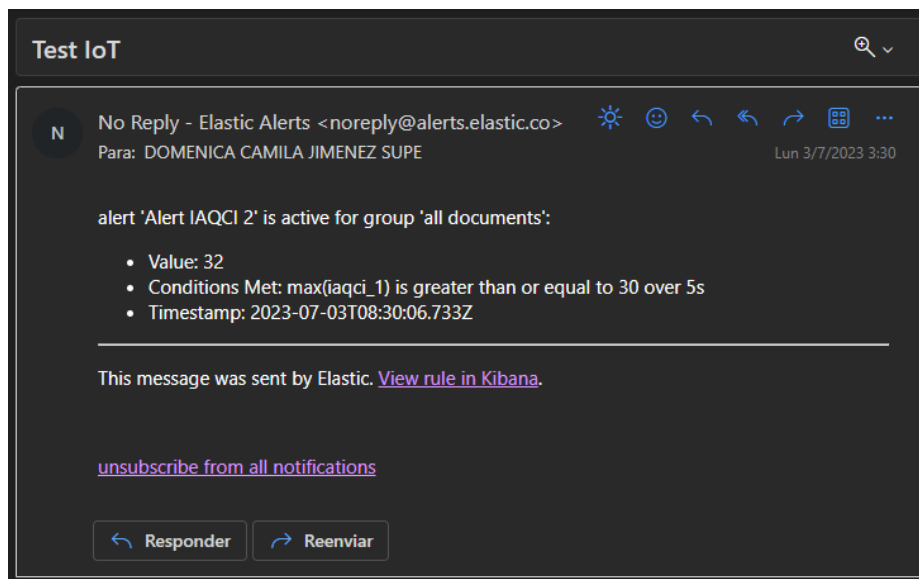 Test IoT
N
No Reply - Elastic Alerts <noreply@alerts.elastic.co>
Para: DOMENICA CAMILA JIMENEZ SUPE
Lun 3/7/2023 3:30
alert 'Alert IAQCI 2' is active for group 'all documents':
• Value: 32
• Conditions Met: max(iaqci_1) is greater than or equal to 30 over 5s
• Timestamp: 2023-07-03T08:30:06.733Z
This message was sent by Elastic. View rule in Kibana.
unsubscribe from all notifications
Responder
Reenviar